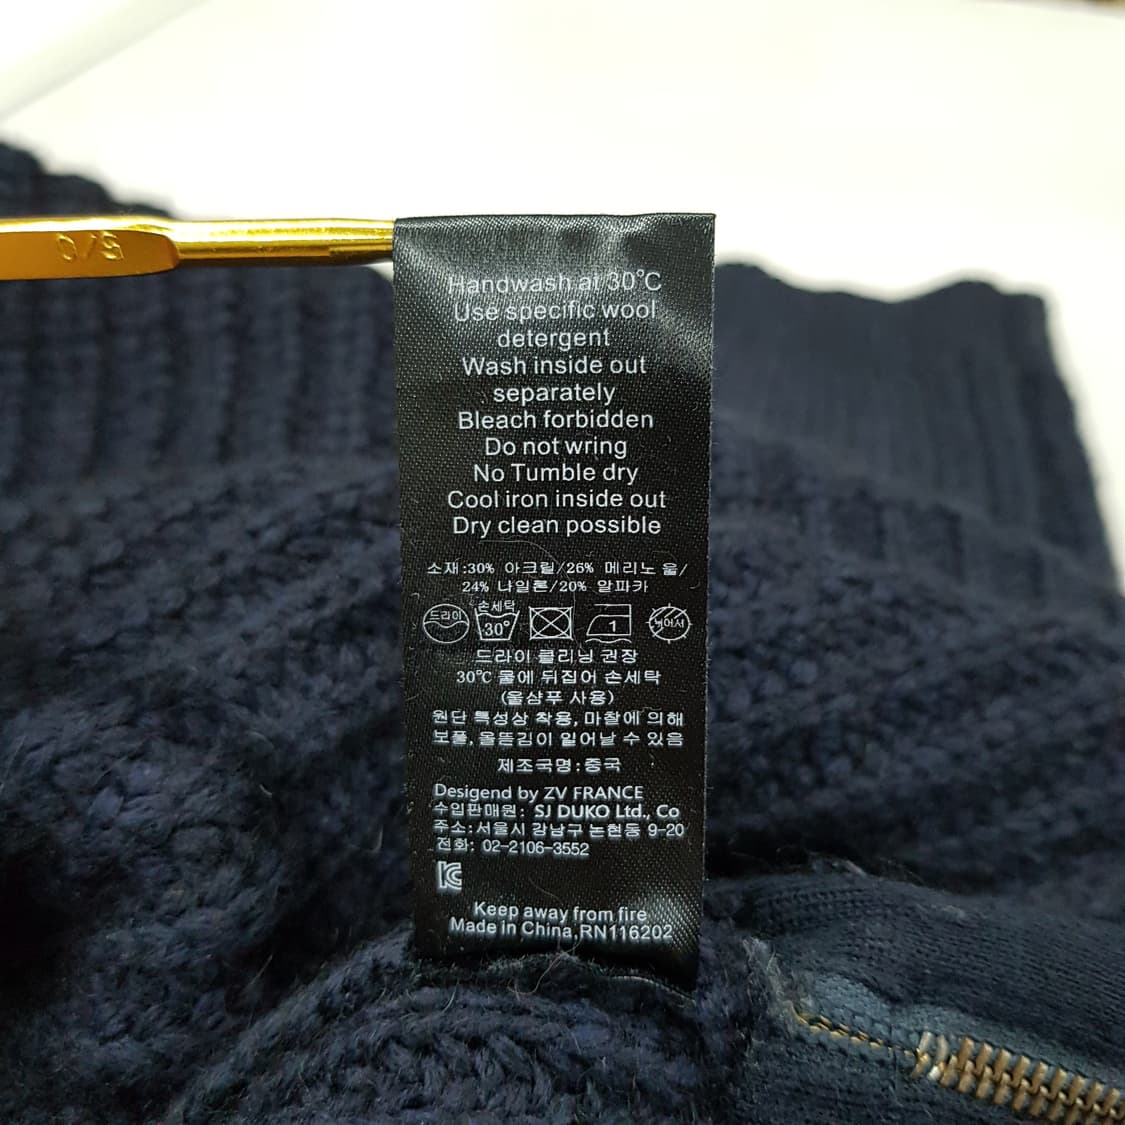 5/0
Handwash at 30°C
Use specific wool
detergent
Wash inside out
separately
Bleach forbidden
Do not wring
No Tumble dry
Cool iron inside out
Dry clean possible
소재:30% 아크릴/26% 메리노 울/
24% 나일론/20% 알파카
드라이 손세탁 30° 1 뉘어서
드라이 클리닝 권장
30℃ 물에 뒤집어 손세탁
(울샴푸 사용)
원단 특성상 착용, 마찰에 의해
보풀, 올뜯김이 일어날 수 있음
제조국명:중국
Desigend by ZV FRANCE
수입판매원: SJ DUKO Ltd., Co
주소:서울시 강남구 논현동 9-20
전화: 02-2106-3552
Keep away from fire
Made in China,RN116202